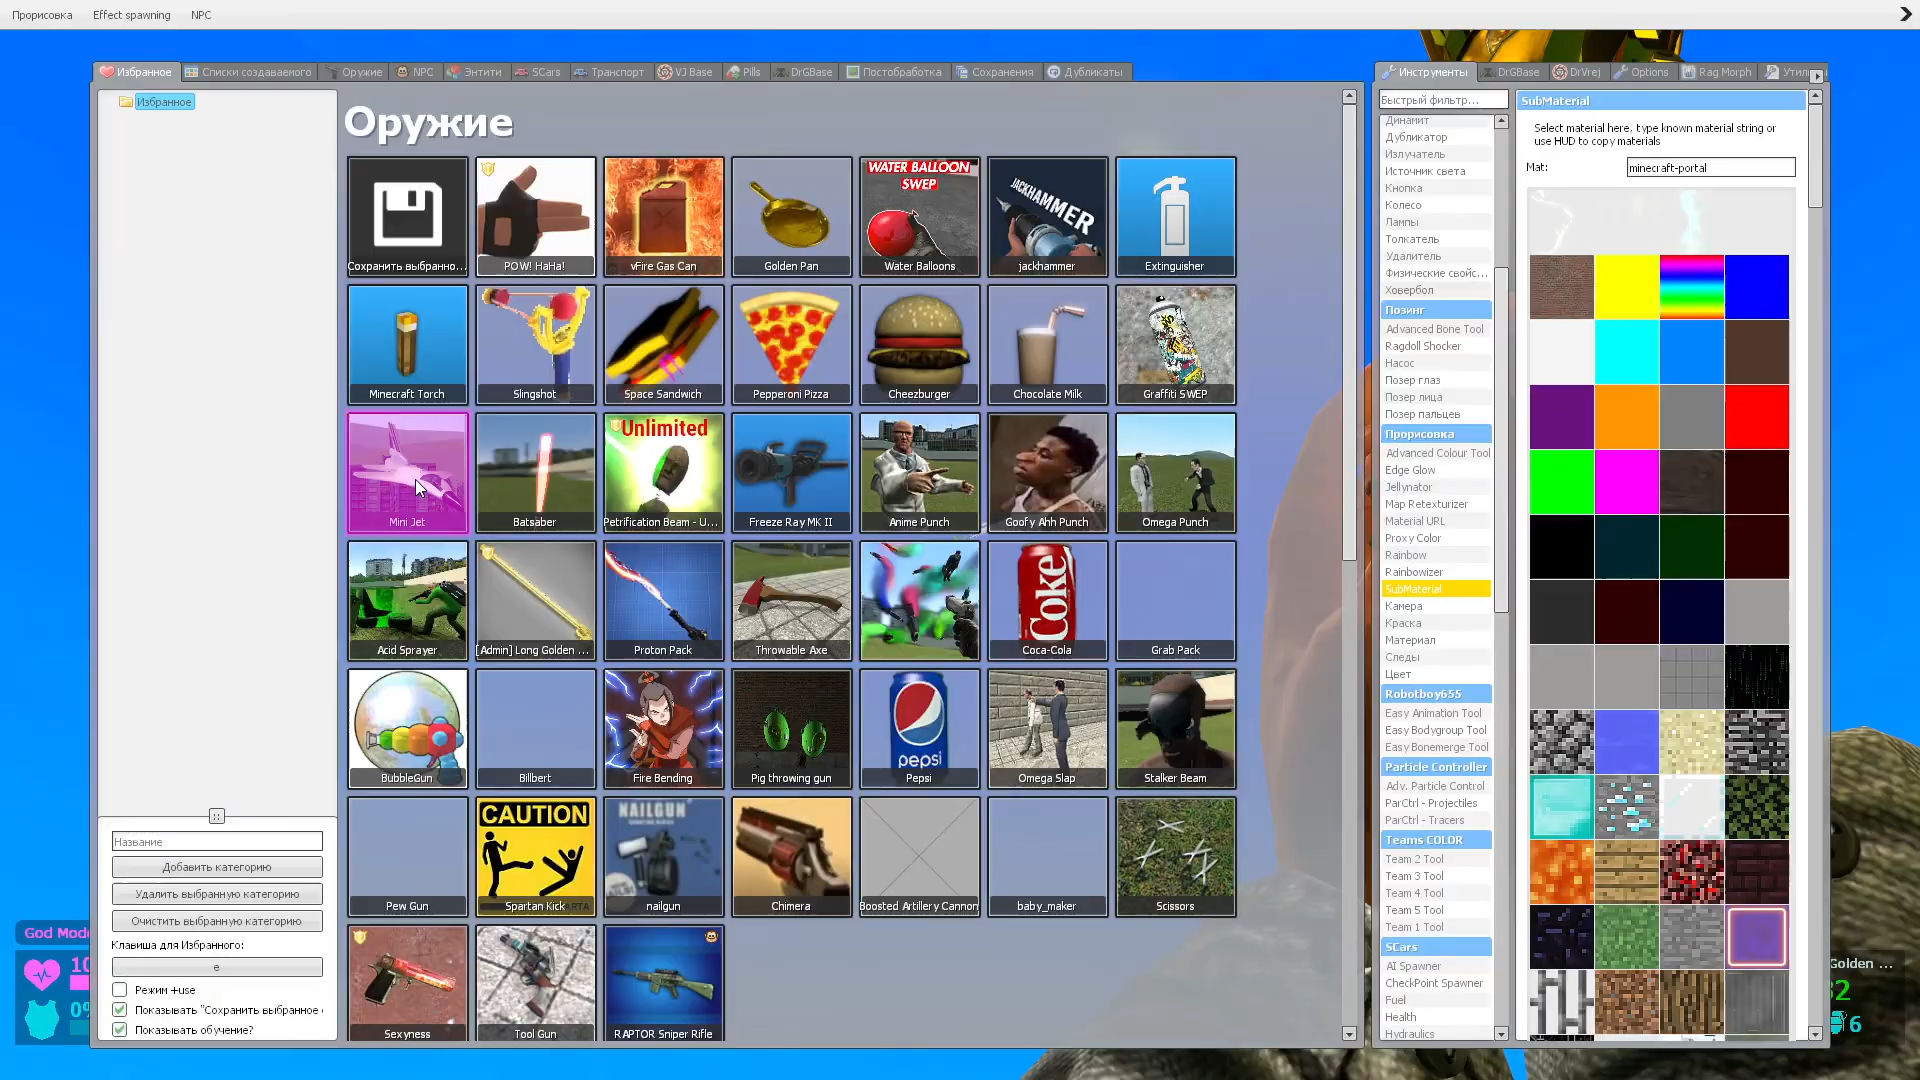 Прорисовка Effect spawning NPC
Избранное Списки создаваемого Оружие NPC Энтити SCars Транспорт VJ Base Pills DrGBase Постобработка Сохранения Дубликаты
Инструменты DrGBase DrVrej Options Rag Morph Утили
Избранное
Оружие
Сохранить выбранно...
POW! HaHa!
vFire Gas Can
Golden Pan
WATER BALLOON
SWEP
Water Balloons
JACKHAMMER
jackhammer
Extinguisher
Minecraft Torch
Slingshot
Space Sandwich
Pepperoni Pizza
Cheezburger
Chocolate Milk
Graffiti SWEP
Mini Jet
Batsaber
Unlimited
Petrification Beam - U...
Freeze Ray MK II
Anime Punch
Goofy Ahh Punch
Omega Punch
Acid Sprayer
[Admin] Long Golden ...
Proton Pack
Throwable Axe
Coke
Coca-Cola
Grab Pack
BubbleGun
Billbert
Fire Bending
Pig throwing gun
pepsi
Pepsi
Omega Slap
Stalker Beam
Pew Gun
CAUTION
Spartan Kick
NAILGUN
nailgun
Chimera
Boosted Artillery Cannon
baby_maker
Scissors
Sexyness
Tool Gun
RAPTOR Sniper Rifle
Название
Добавить категорию
Удалить выбранную категорию
Очистить выбранную категорию
Клавиша для Избранного:
e
Режим +use
Показывать "Сохранить выбранное
Показывать обучение?
God Mode
10
0%
Быстрый фильтр...
Динамит
Дубликатор
Излучатель
Источник света
Кнопка
Колесо
Лампы
Толкатель
Удалитель
Физические свойс...
Ховербол
Позинг
Advanced Bone Tool
Ragdoll Shocker
Насос
Позер глаз
Позер лица
Позер пальцев
Прорисовка
Advanced Colour Tool
Edge Glow
Jellynator
Map Retexturizer
Material URL
Proxy Color
Rainbow
Rainbowizer
SubMaterial
Камера
Краска
Материал
Следы
Цвет
Robotboy655
Easy Animation Tool
Easy Bodygroup Tool
Easy Bonemerge Tool
Particle Controller
Adv. Particle Control
ParCtrl - Projectiles
ParCtrl - Tracers
Teams COLOR
Team 2 Tool
Team 3 Tool
Team 4 Tool
Team 5 Tool
Team 1 Tool
SCars
AI Spawner
CheckPoint Spawner
Fuel
Health
Hydraulics
SubMaterial
Select material here, type known material string or
use HUD to copy materials
Mat: minecraft-portal
Golden ...
32
6